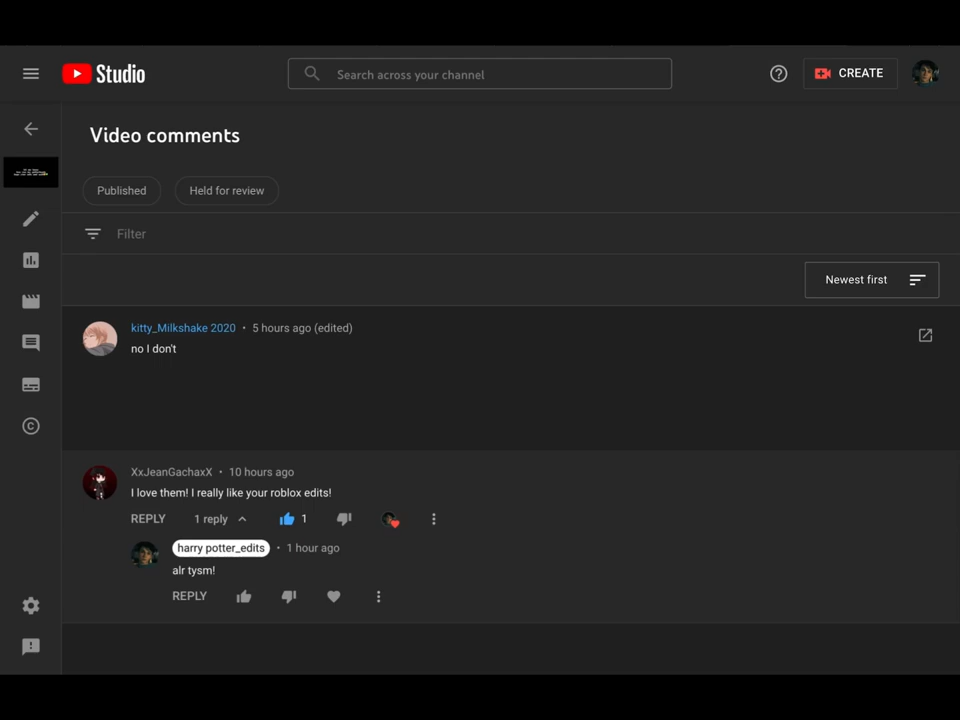 Studio
Search across your channel
CREATE
Video comments
Published
Held for review
Filter
Newest first
kitty_Milkshake 2020 • 5 hours ago (edited)
no I don't
XxJeanGachaxX • 10 hours ago
I love them! I really like your roblox edits!
REPLY 1 reply 1
harry potter_edits • 1 hour ago
alr tysm!
REPLY